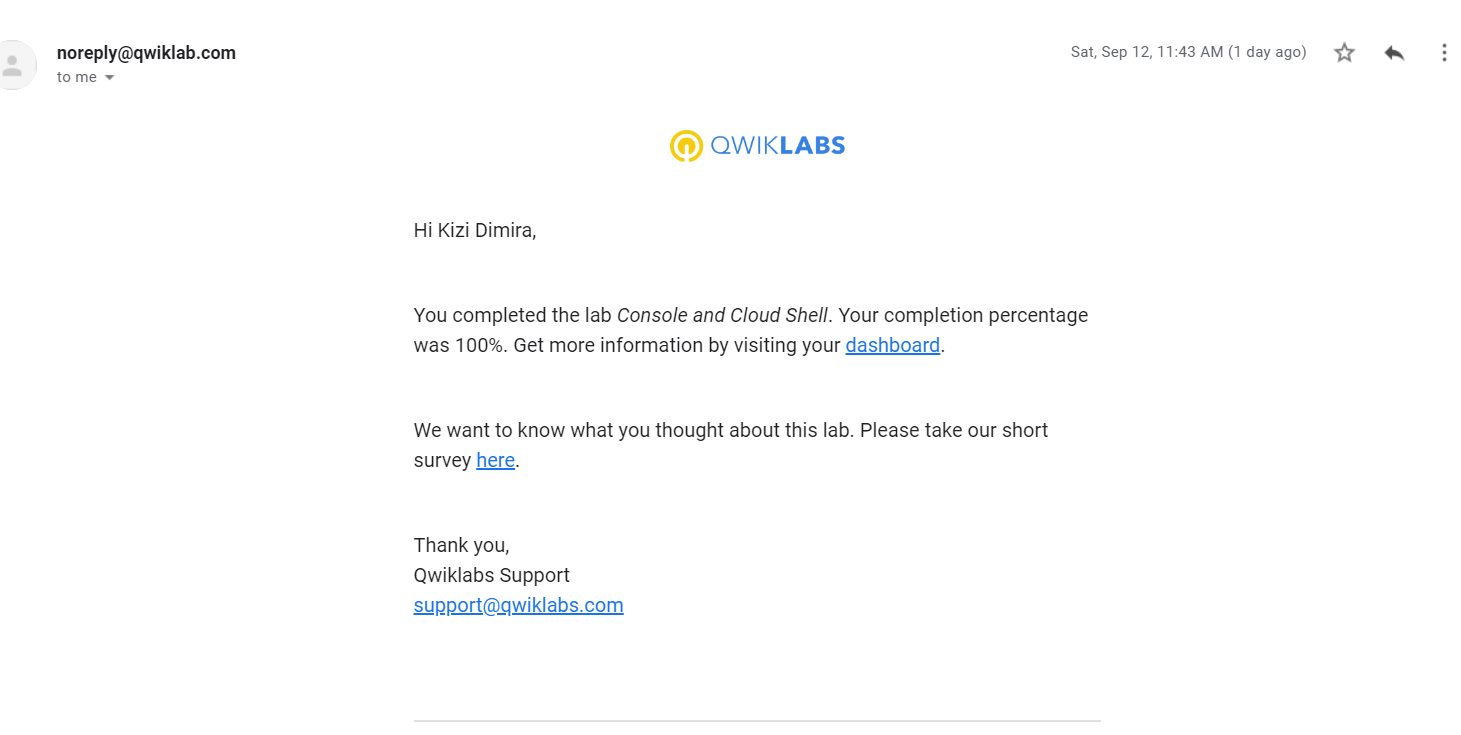 noreply@qwiklab.com
Sat, Sep 12, 11:43 AM (1 day ago)
to me
QWIKLABS
Hi Kizi Dimira,
You completed the lab Console and Cloud Shell. Your completion percentage
was 100%. Get more information by visiting your dashboard.
We want to know what you thought about this lab. Please take our short
survey here.
Thank you,
Qwiklabs Support
support@qwiklabs.com